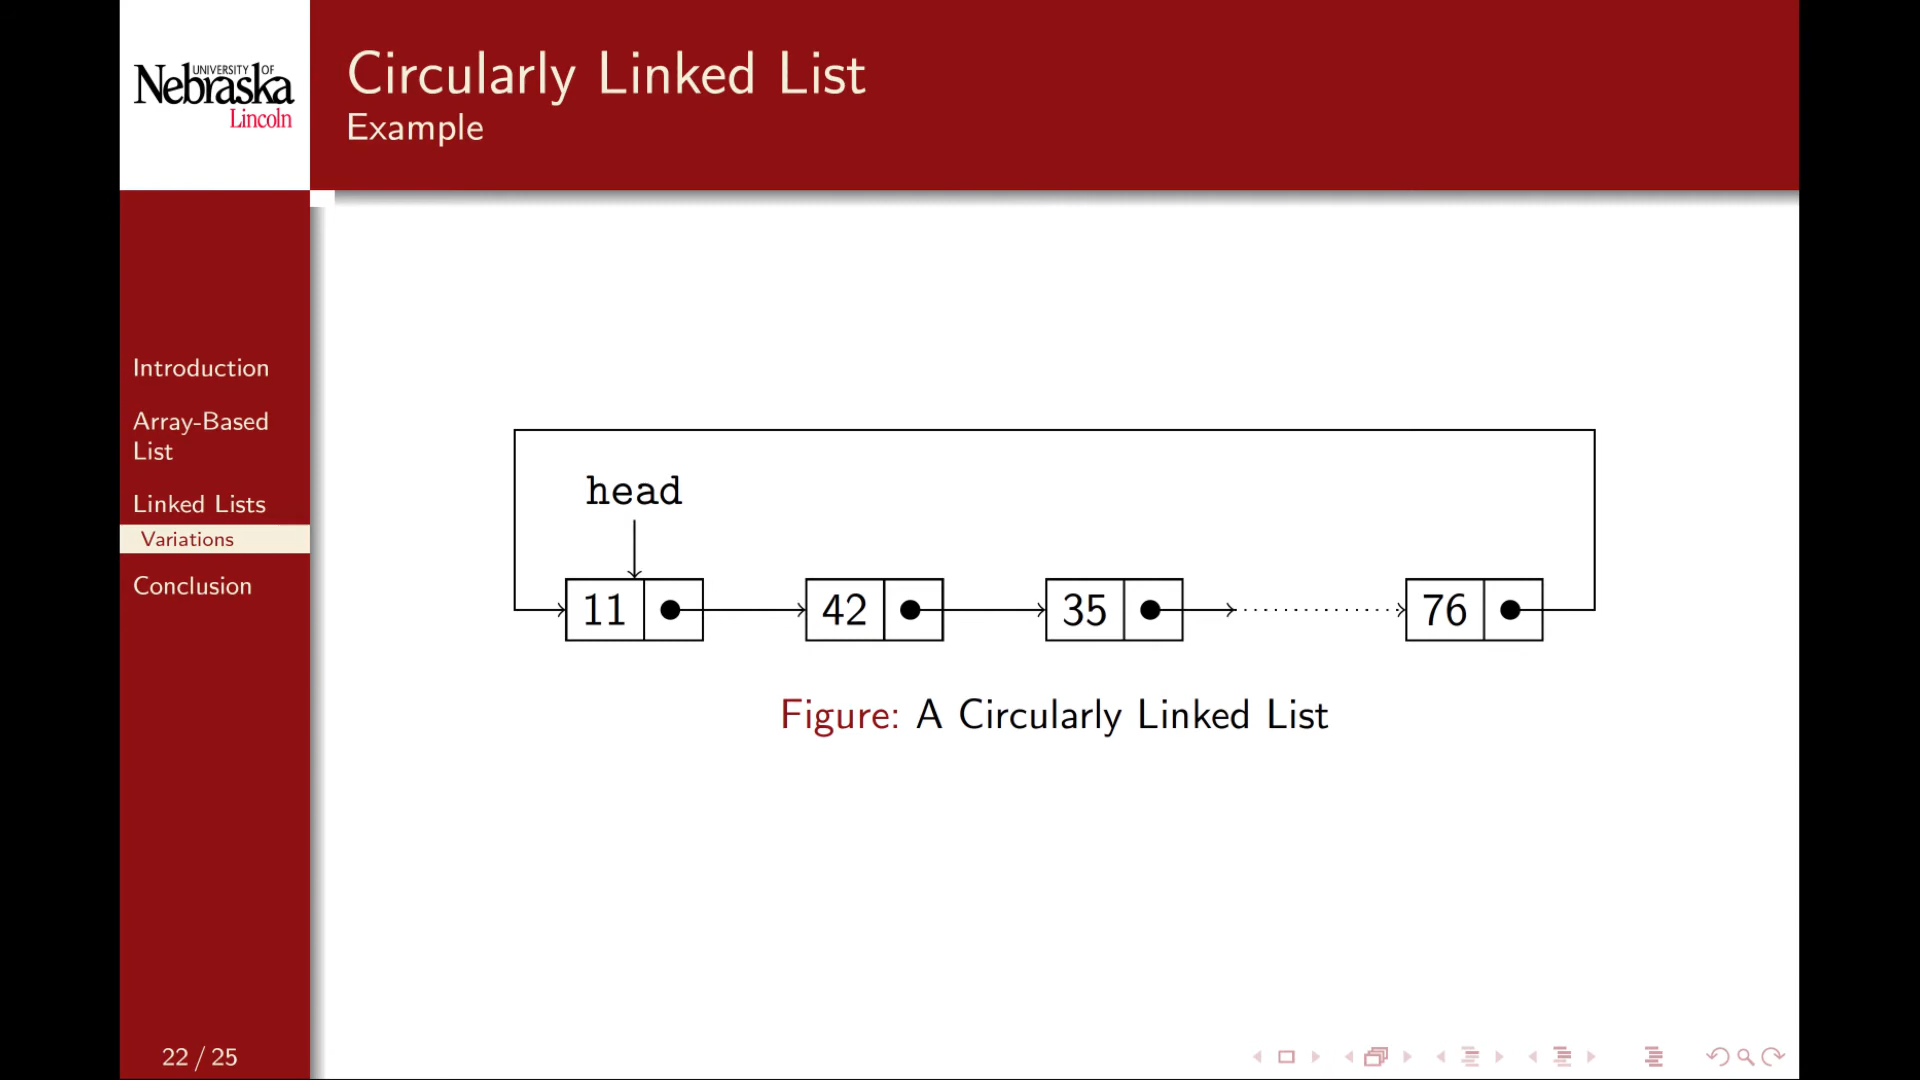 UNIVERSITY OF
Nebraska
Lincoln
Circularly Linked List
Example
Introduction
Array-Based
List
Linked Lists
Variations
Conclusion
head
11 42 35 76
Figure: A Circularly Linked List
22 / 25